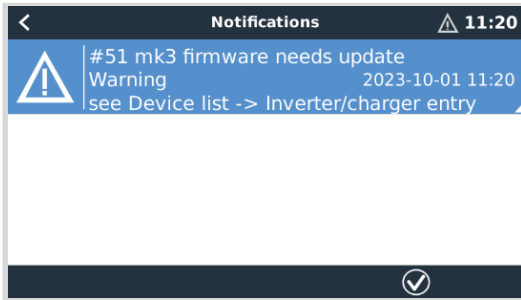 Notifications
11:20
#51 mk3 firmware needs update
Warning 2023-10-01 11:20
see Device list -> Inverter/charger entry